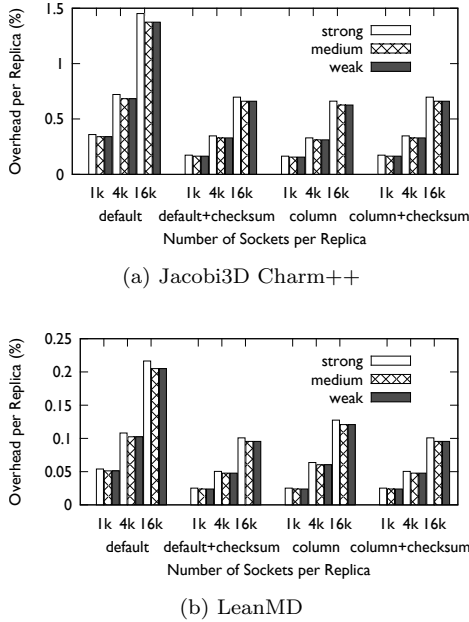 1.5
1
0.5
0
Overhead per Replica (%)
strong
medium
weak
1k 4k 16k 1k 4k 16k 1k 4k 16k 1k 4k 16k
default default+checksum column column+checksum
Number of Sockets per Replica
(a) Jacobi3D Charm++
0.25
0.2
0.15
0.1
0.05
0
Overhead per Replica (%)
strong
medium
weak
1k 4k 16k 1k 4k 16k 1k 4k 16k 1k 4k 16k
default default+checksum column column+checksum
Number of Sockets per Replica
(b) LeanMD